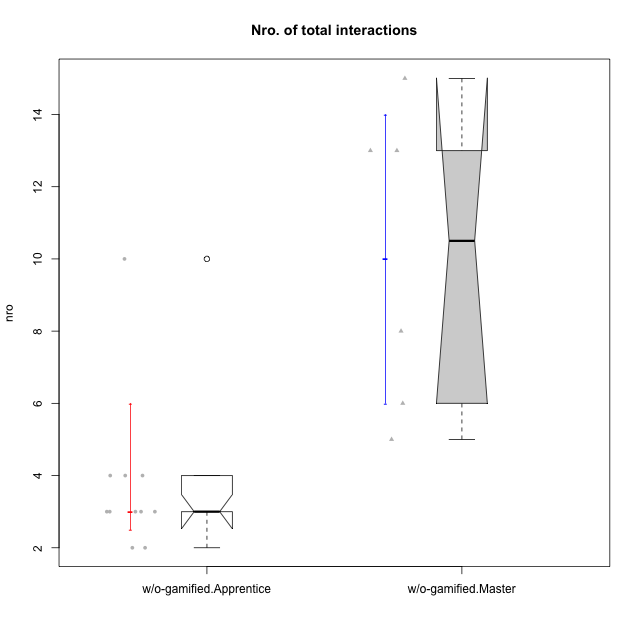 Nro. of total interactions
nro
14
12
10
8
6
4
2
w/o-gamified.Apprentice
w/o-gamified.Master